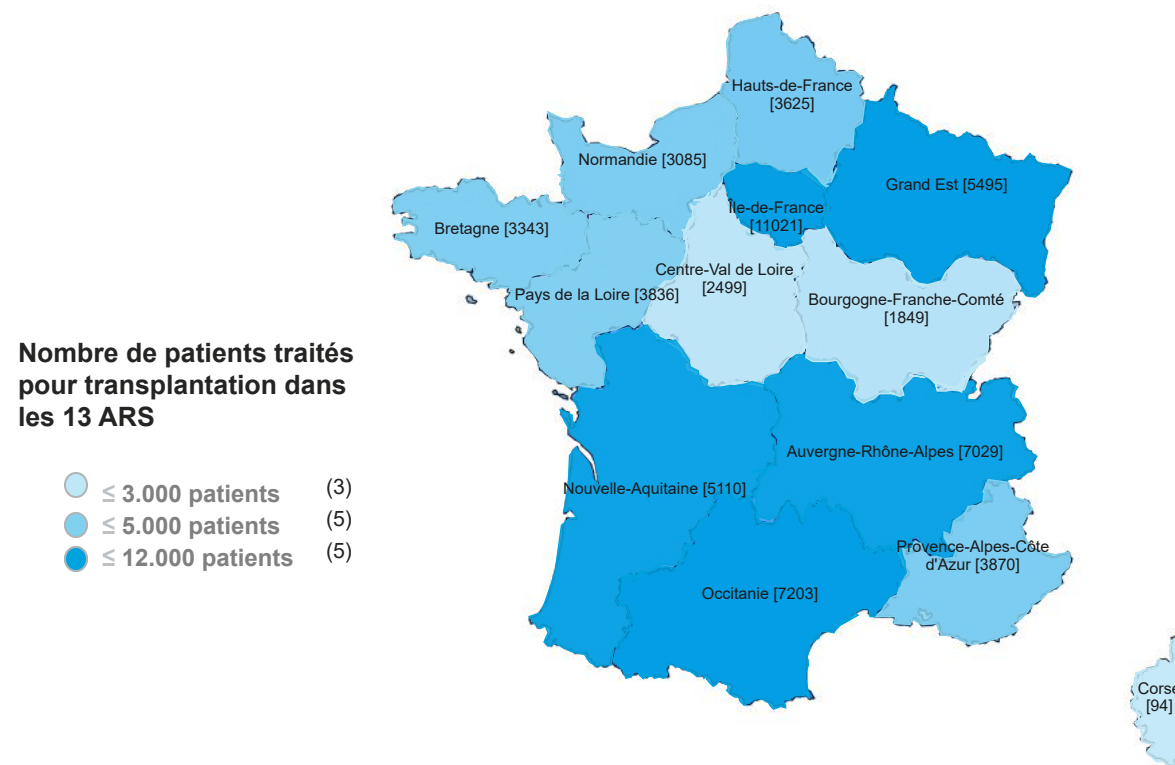 Hauts-de-France
[3625]
Normandie [3085]
Grand Est [5495]
Île-de-France
[11021]
Bretagne [3343]
Centre-Val de Loire
[2499]
Pays de la Loire [3836]
Bourgogne-Franche-Comté
[1849]
Nombre de patients traités
pour transplantation dans
les 13 ARS
≤ 3.000 patients (3)
≤ 5.000 patients (5)
≤ 12.000 patients (5)
Auvergne-Rhône-Alpes [7029]
Nouvelle-Aquitaine [5110]
Provence-Alpes-Côte
d'Azur [3870]
Occitanie [7203]
Corse
[94]